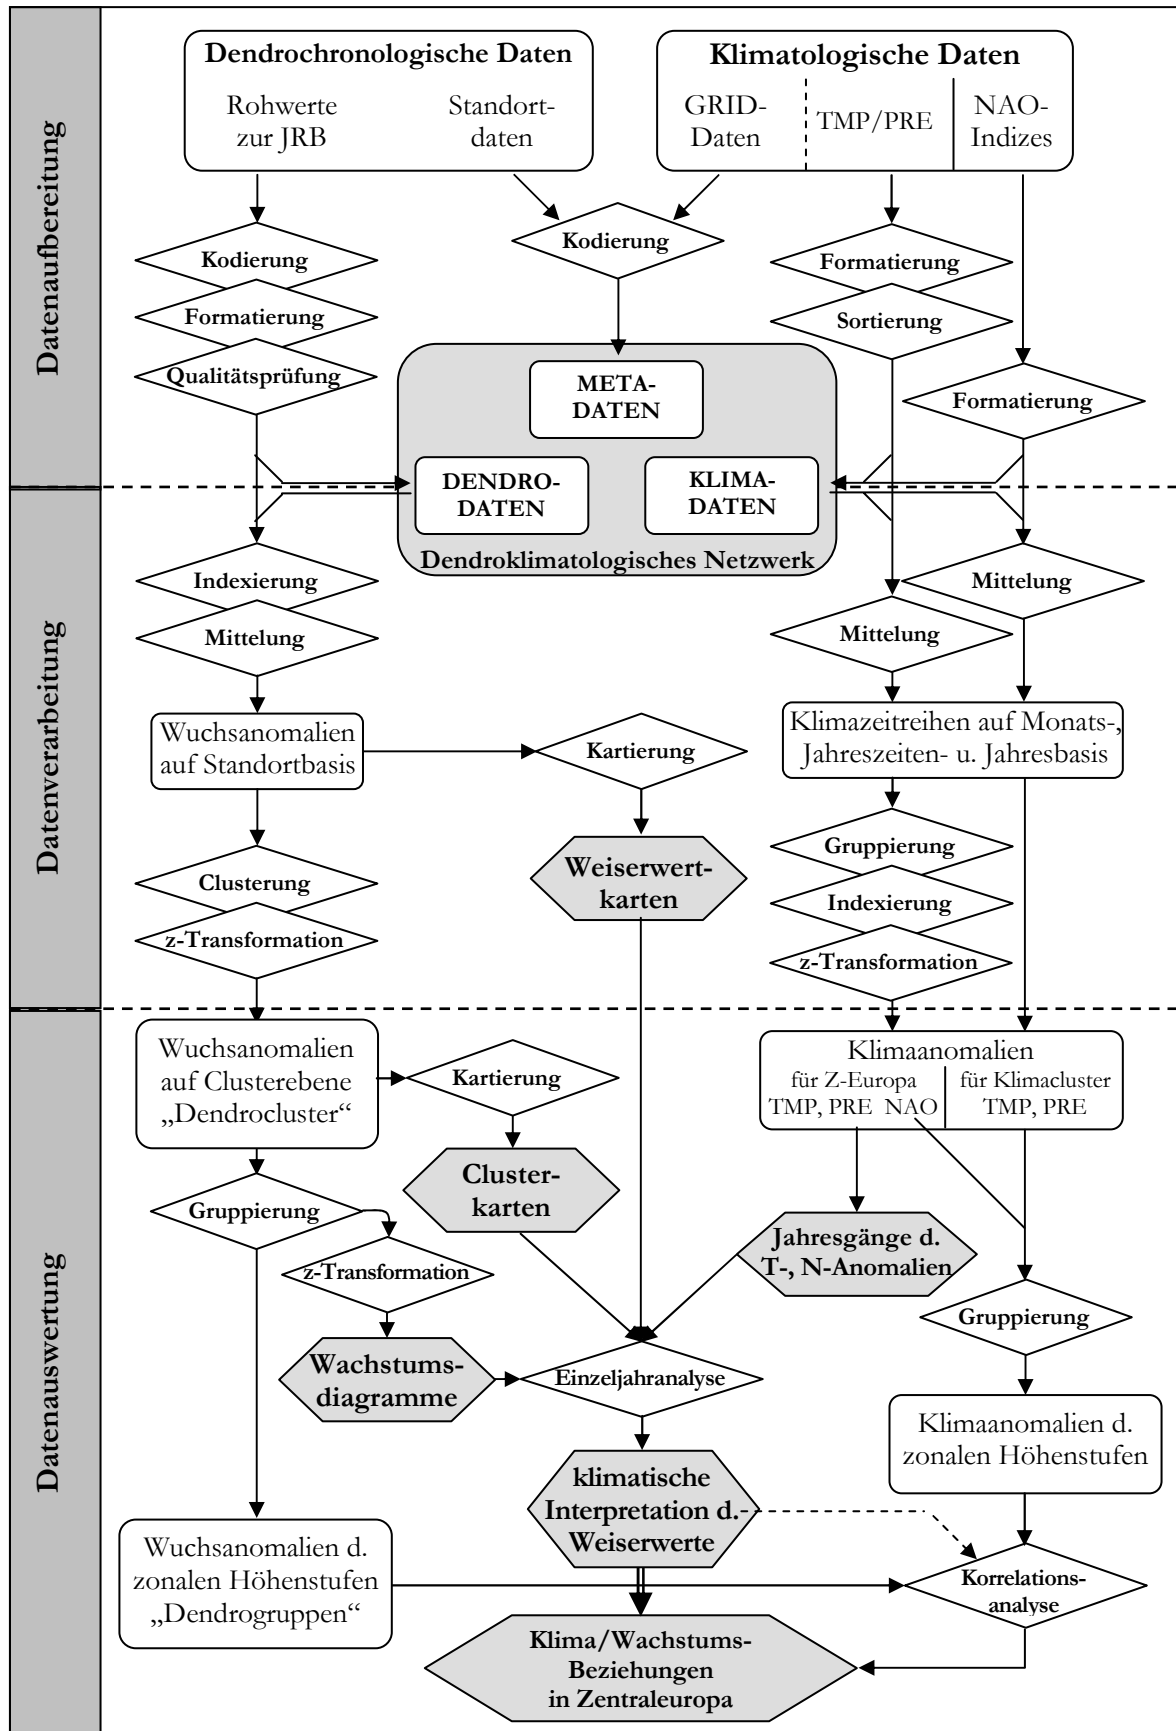 Datenaufbereitung
Dendrochronologische Daten
Rohwerte
zur JRB
Standort-
daten
Klimatologische Daten
GRID-
Daten
TMP/PRE
NAO-
Indizes
Kodierung
Formatierung
Qualitätsprüfung
Kodierung
Formatierung
Sortierung
Formatierung
META-
DATEN
DENDRO-
DATEN
KLIMA-
DATEN
Dendroklimatologisches Netzwerk
Datenverarbeitung
Indexierung
Mittelung
Mittelung
Mittelung
Wuchsanomalien
auf Standortbasis
Kartierung
Klimazeitreihen auf Monats-,
Jahreszeiten- u. Jahresbasis
Weiserwert-
karten
Clusterung
z-Transformation
Gruppierung
Indexierung
z-Transformation
Datenauswertung
Wuchsanomalien
auf Clusterebene
„Dendrocluster“
Kartierung
Klimaanomalien
für Z-Europa
TMP, PRE NAO
für Klimacluster
TMP, PRE
Cluster-
karten
Gruppierung
z-Transformation
Jahresgänge d.
T-, N-Anomalien
Gruppierung
Wachstums-
diagramme
Einzeljahranalyse
Klimaanomalien d.
zonalen Höhenstufen
klimatische
Interpretation d.
Weiserwerte
Wuchsanomalien d.
zonalen Höhenstufen
„Dendrogruppen“
Korrelations-
analyse
Klima/Wachstums-
Beziehungen
in Zentraleuropa